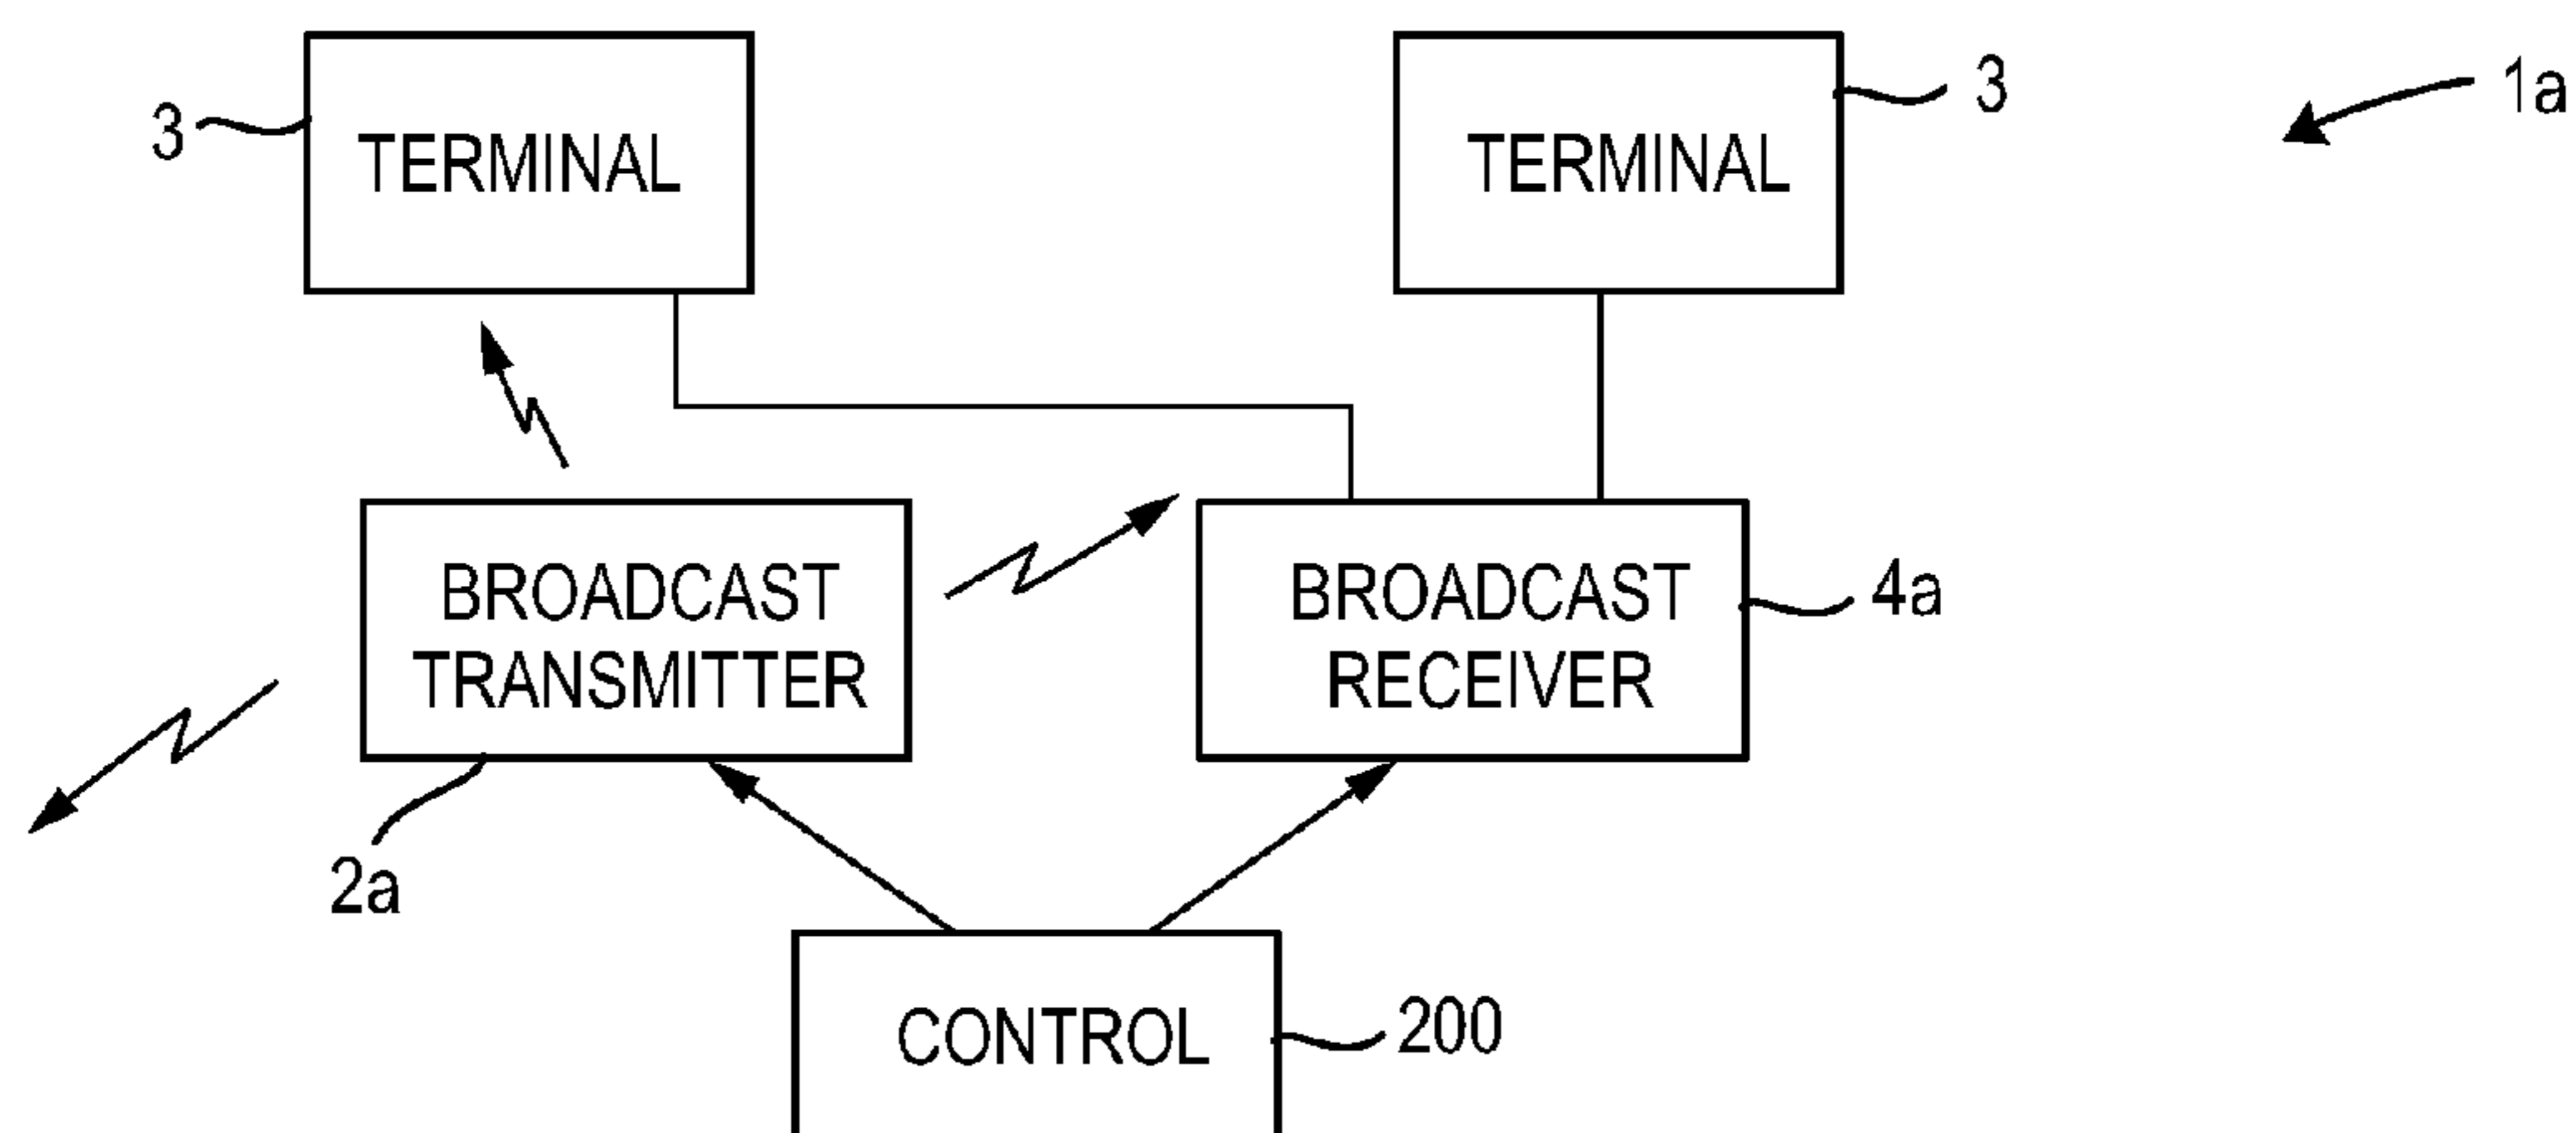 3
TERMINAL
TERMINAL
3
1a
BROADCAST
TRANSMITTER
BROADCAST
RECEIVER
4a
2a
CONTROL
200